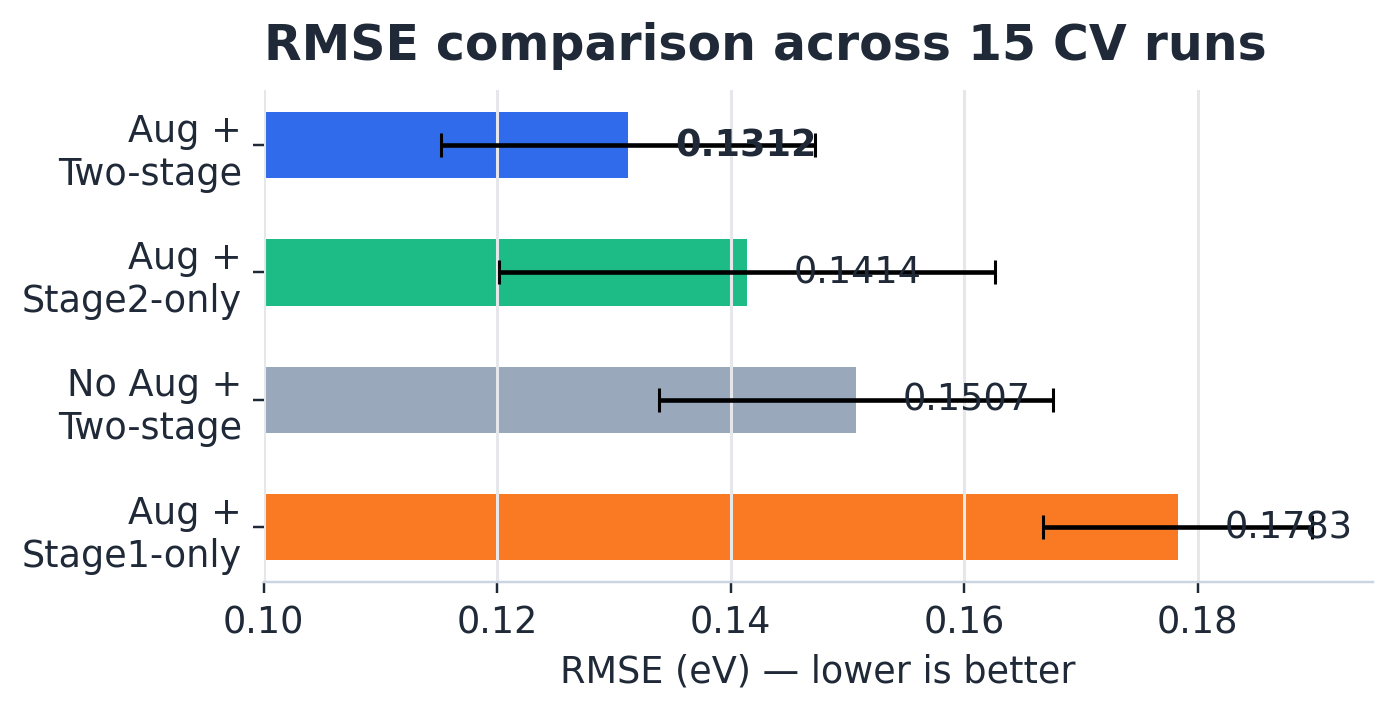 RMSE comparison across 15 CV runs
Aug +
Two-stage
0.1312
Aug +
Stage2-only
0.1414
No Aug +
Two-stage
0.1507
Aug +
Stage1-only
0.1783
0.10 0.12 0.14 0.16 0.18
RMSE (eV) — lower is better